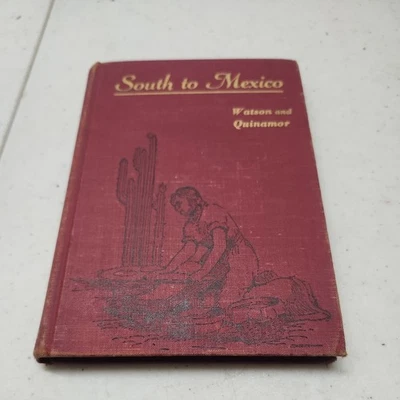 South to Mexico
Watson and
Quinamor